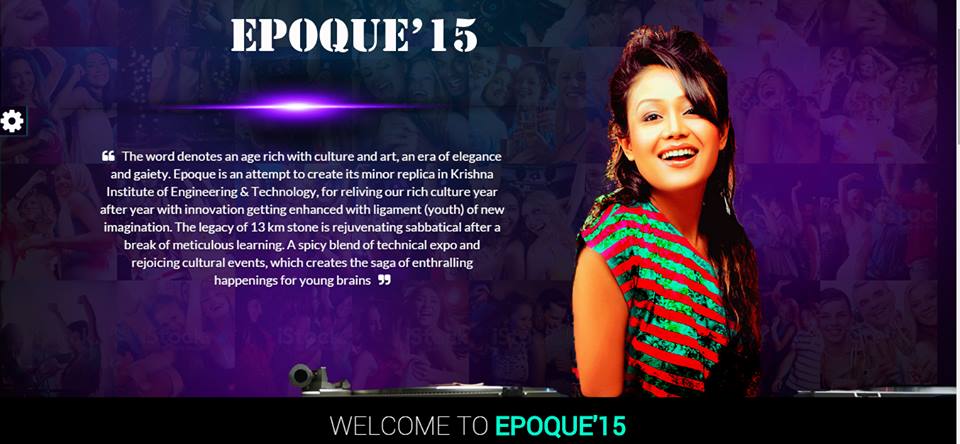 EPOQUE'15
❝ The word denotes an age rich with culture and art, an era of elegance
and gaiety. Epoque is an attempt to create its minor replica in Krishna
Institute of Engineering & Technology, for reliving our rich culture year
after year with innovation getting enhanced with ligament (youth) of new
imagination. The legacy of 13 km stone is rejuvenating sabbatical after a
break of meticulous learning. A spicy blend of technical expo and
rejoicing cultural events, which creates the saga of enthralling
happenings for young brains ❞
iStock
iStock
WELCOME TO EPOQUE'15